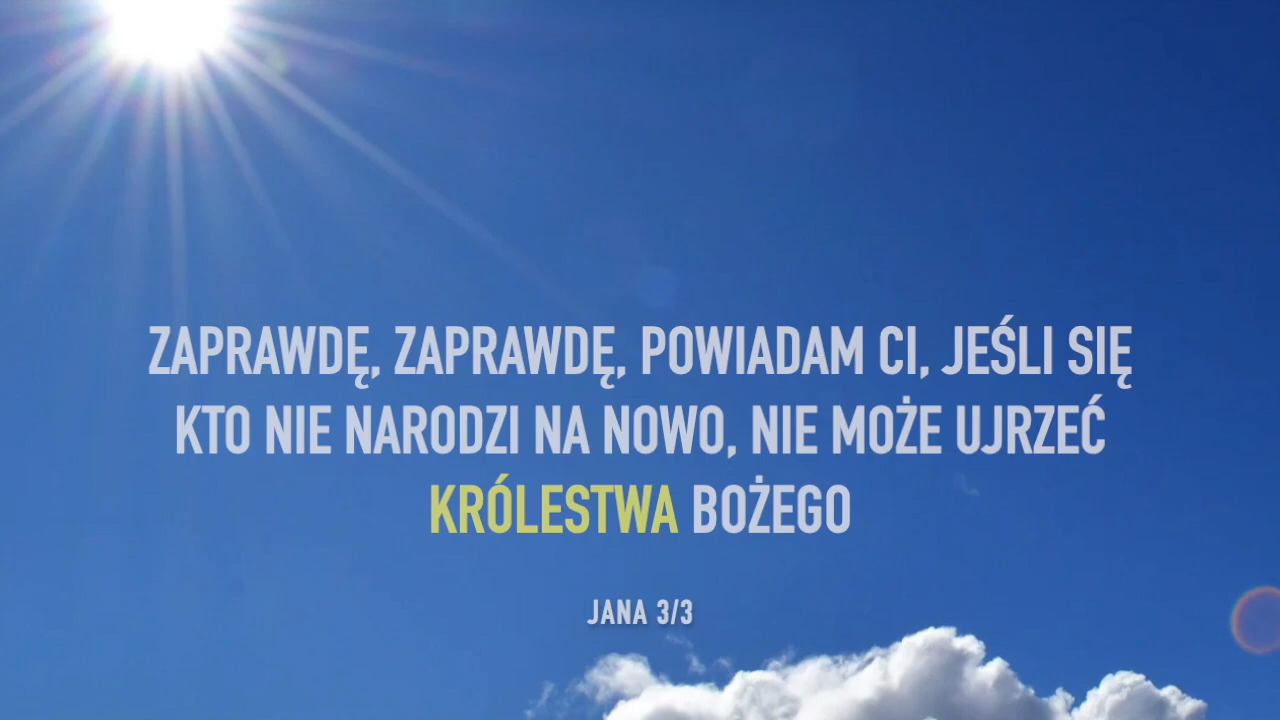 ZAPRAWDĘ, ZAPRAWDĘ, POWIADAM CI, JEŚLI SIĘ
KTO NIE NARODZI NA NOWO, NIE MOŻE UJRZEĆ
KRÓLESTWA BOŻEGO
JANA 3/3